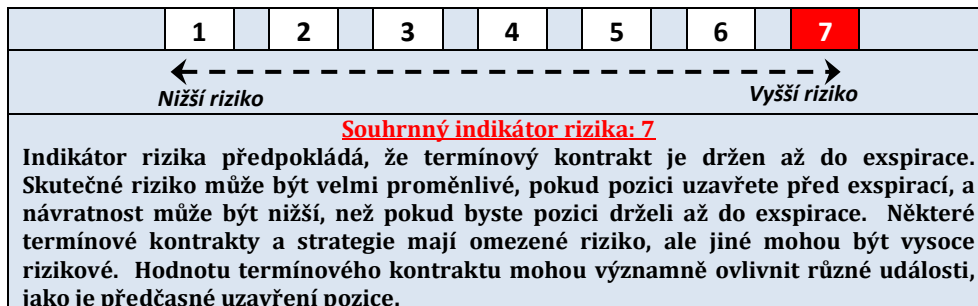 1 2 3 4 5 6 7
Nižší riziko Vyšší riziko
Souhrnný indikátor rizika: 7
Indikátor rizika předpokládá, že termínový kontrakt je držen až do exspirace.
Skutečné riziko může být velmi proměnlivé, pokud pozici uzavřete před exspirací, a
návratnost může být nižší, než pokud byste pozici drželi až do exspirace. Některé
termínové kontrakty a strategie mají omezené riziko, ale jiné mohou být vysoce
rizikové. Hodnotu termínového kontraktu mohou významně ovlivnit různé události,
jako je předčasné uzavření pozice.